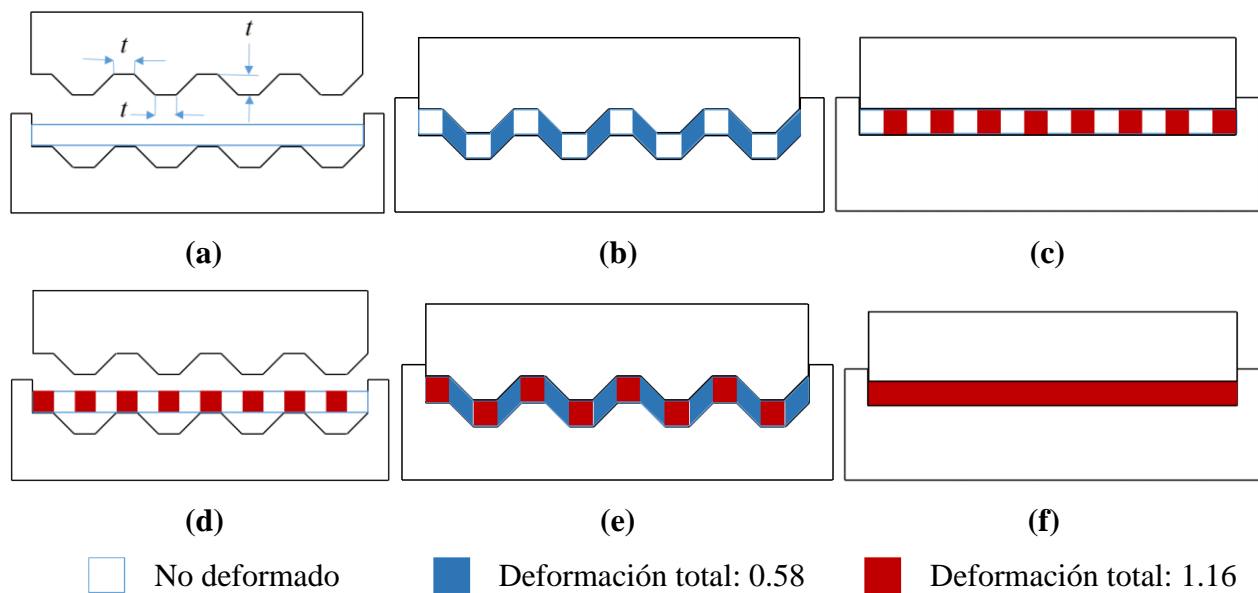 t
t
t
(a)
(b)
(c)
(d)
(e)
(f)
No deformado
Deformación total: 0.58
Deformación total: 1.16